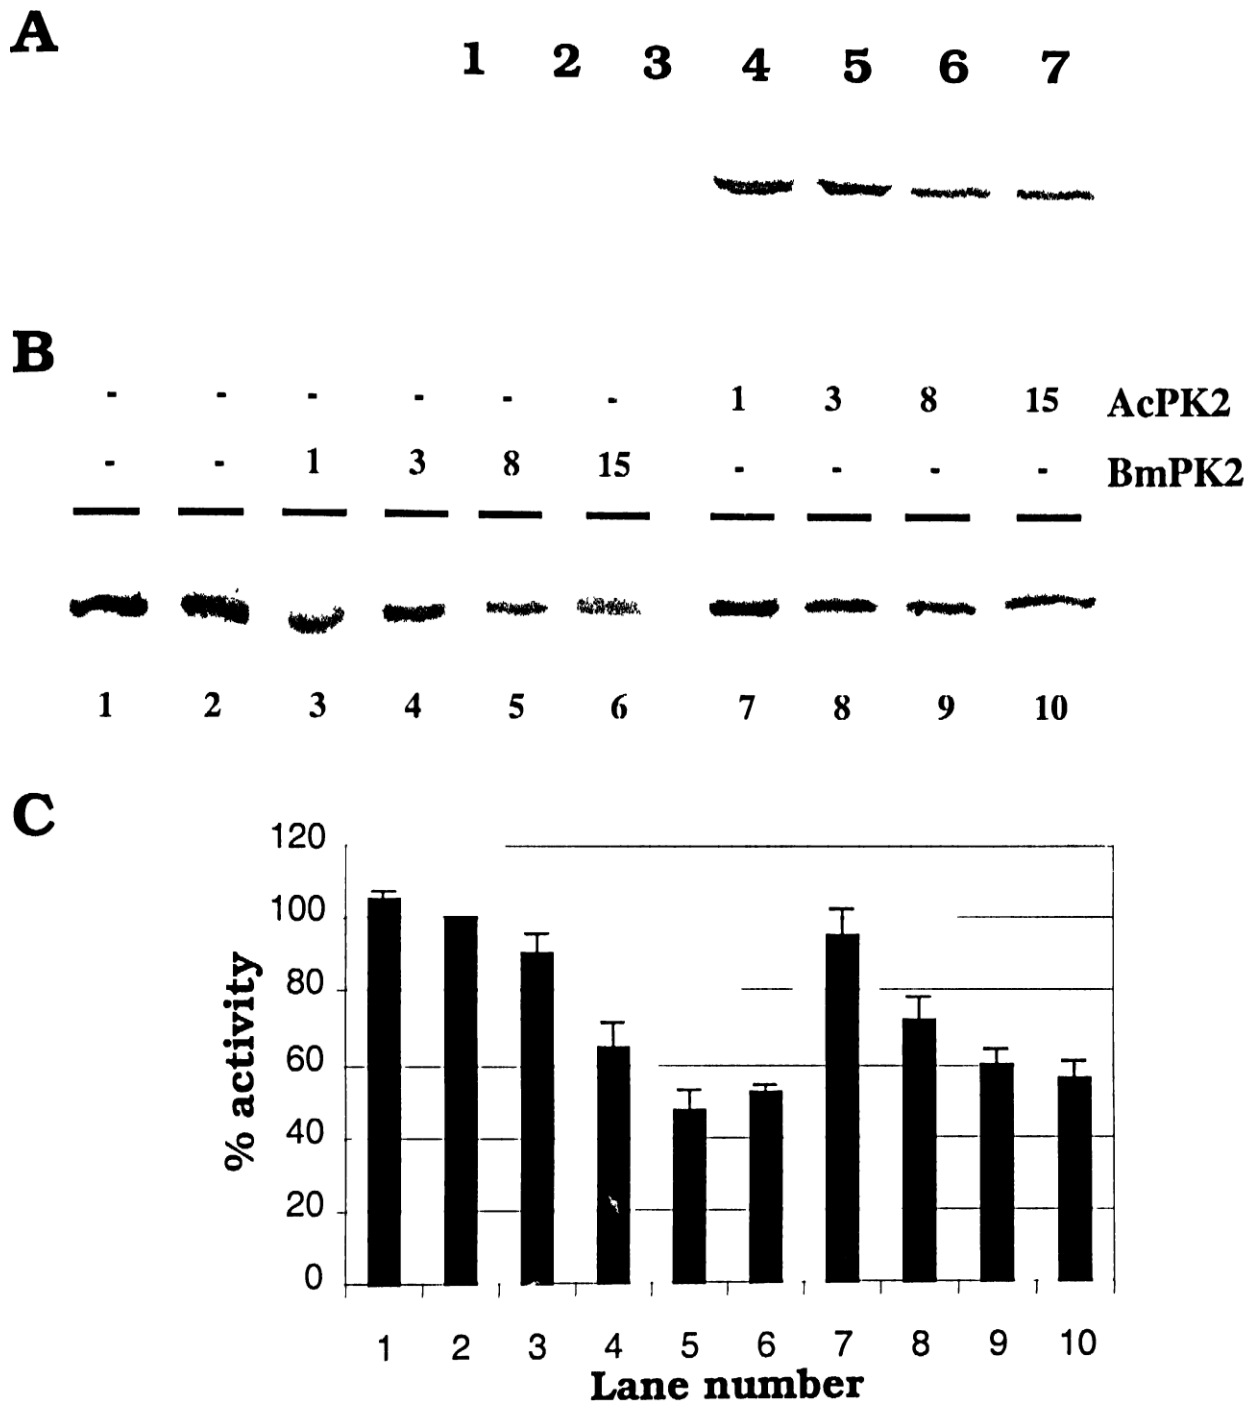 A
1 2 3 4 5 6 7
B
- - - - - - 1 3 8 15 AcPK2
- - 1 3 8 15 - - - - BmPK2
1 2 3 4 5 6 7 8 9 10
C
120
100
80
60
40
20
0
% activity
1 2 3 4 5 6 7 8 9 10
Lane number